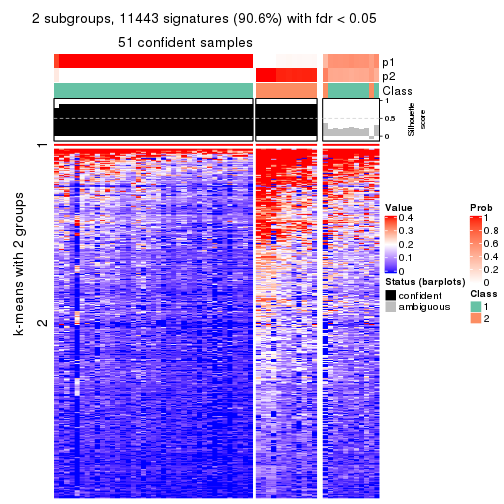 2 subgroups, 11443 signatures (90.6%) with fdr < 0.05
51 confident samples
p1
p2
Class
1
0.5
0
Silhouette
score
k-means with 2 groups
1
2
Value
0.4
0.3
0.2
0.1
0
Status (barplots)
confident
ambiguous
Prob
1
0.8
0.6
0.4
0.2
0
Class
1
2